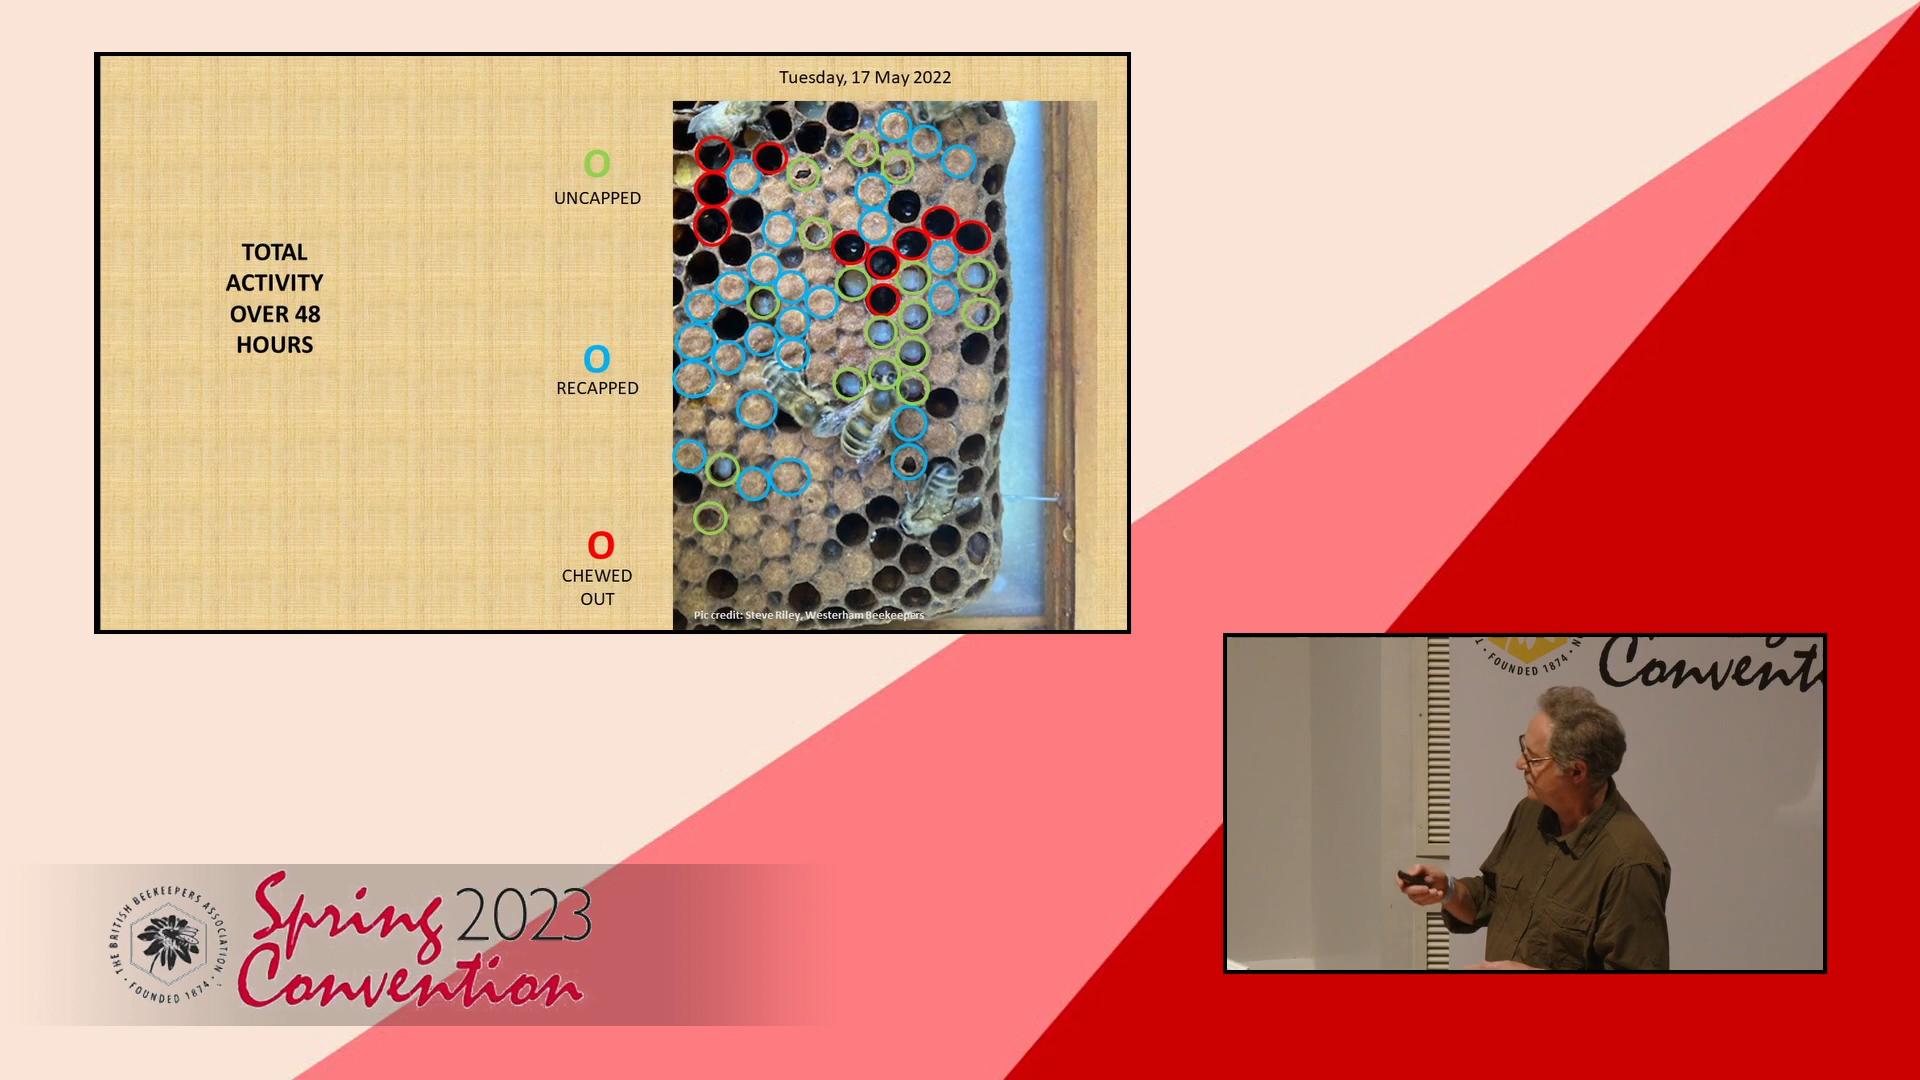 Tuesday, 17 May 2022
TOTAL
ACTIVITY
OVER 48
HOURS
O
UNCAPPED
O
RECAPPED
O
CHEWED
OUT
Pic credit: Steve Riley, Westerham Beekeepers
· FOUNDED 1874 ·
Convent
THE BRITISH BEEKEEPERS ASSOCIATION
· FOUNDED 1874 ·
Spring 2023
Convention